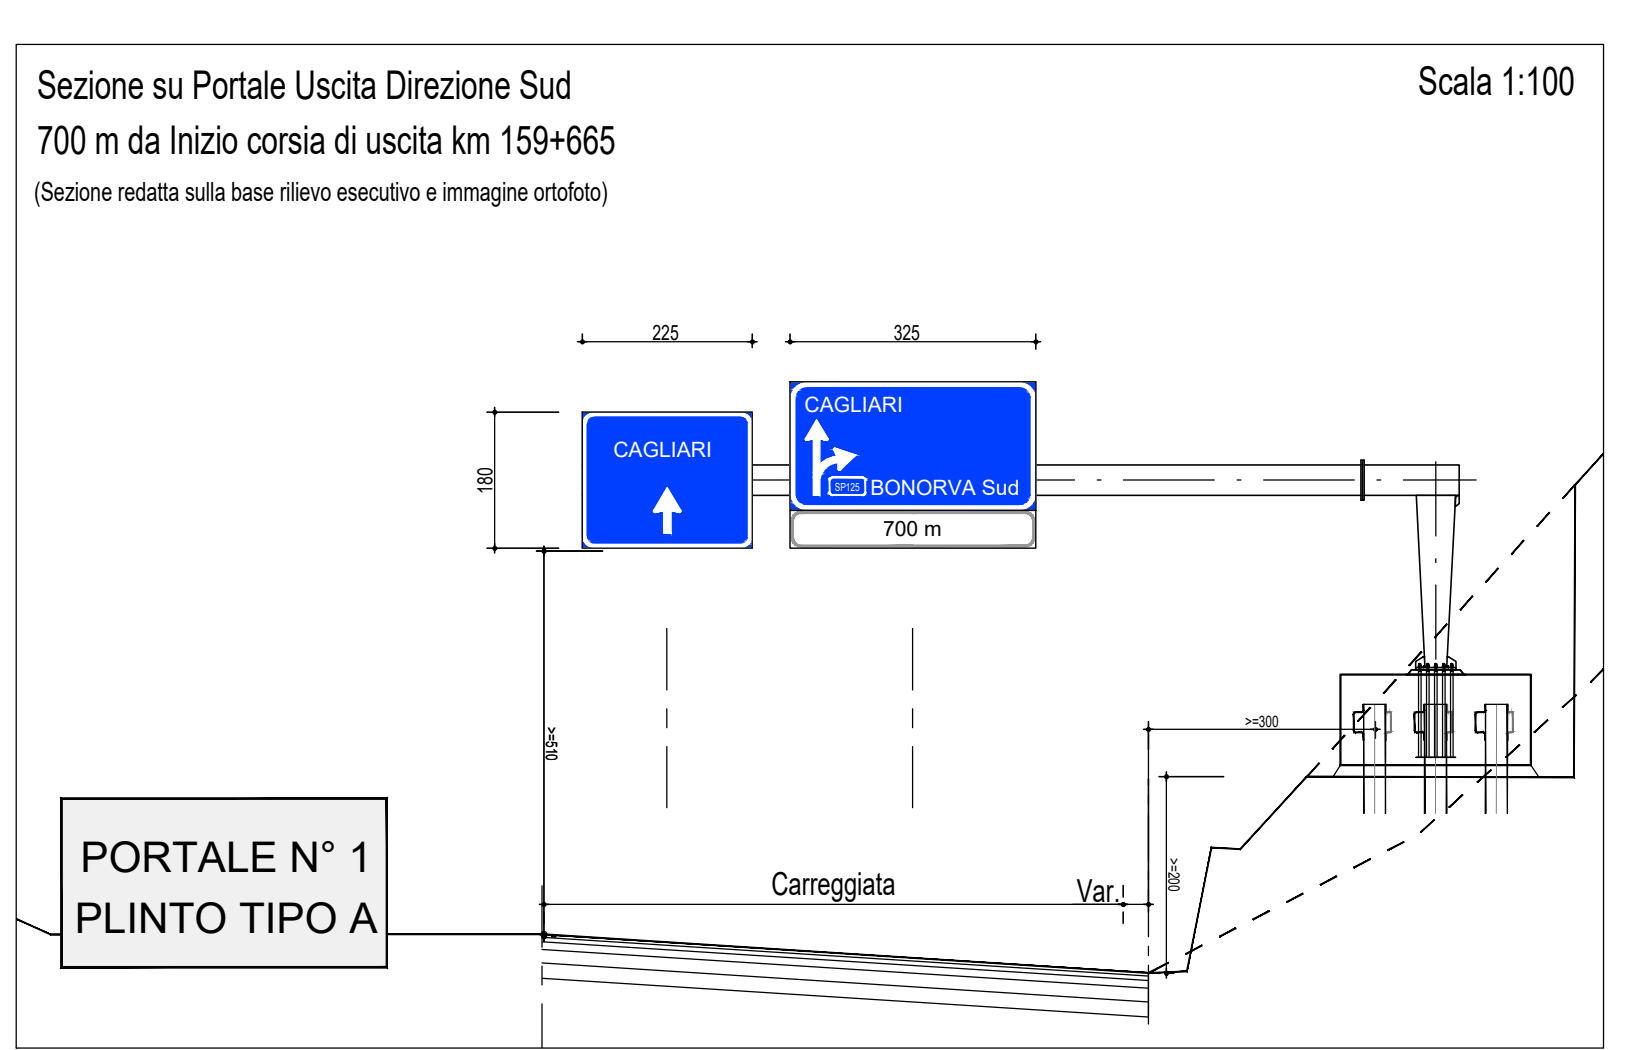 Sezione su Portale Uscita Direzione Sud
Scala 1:100
700 m da Inizio corsia di uscita km 159+665
(Sezione redatta sulla base rilievo esecutivo e immagine ortofoto)
225
325
180
CAGLIARI
CAGLIARI
SP125 BONORVA Sud
700 m
>=510
>=300
>=200
Carreggiata
Var.
PORTALE N° 1
PLINTO TIPO A